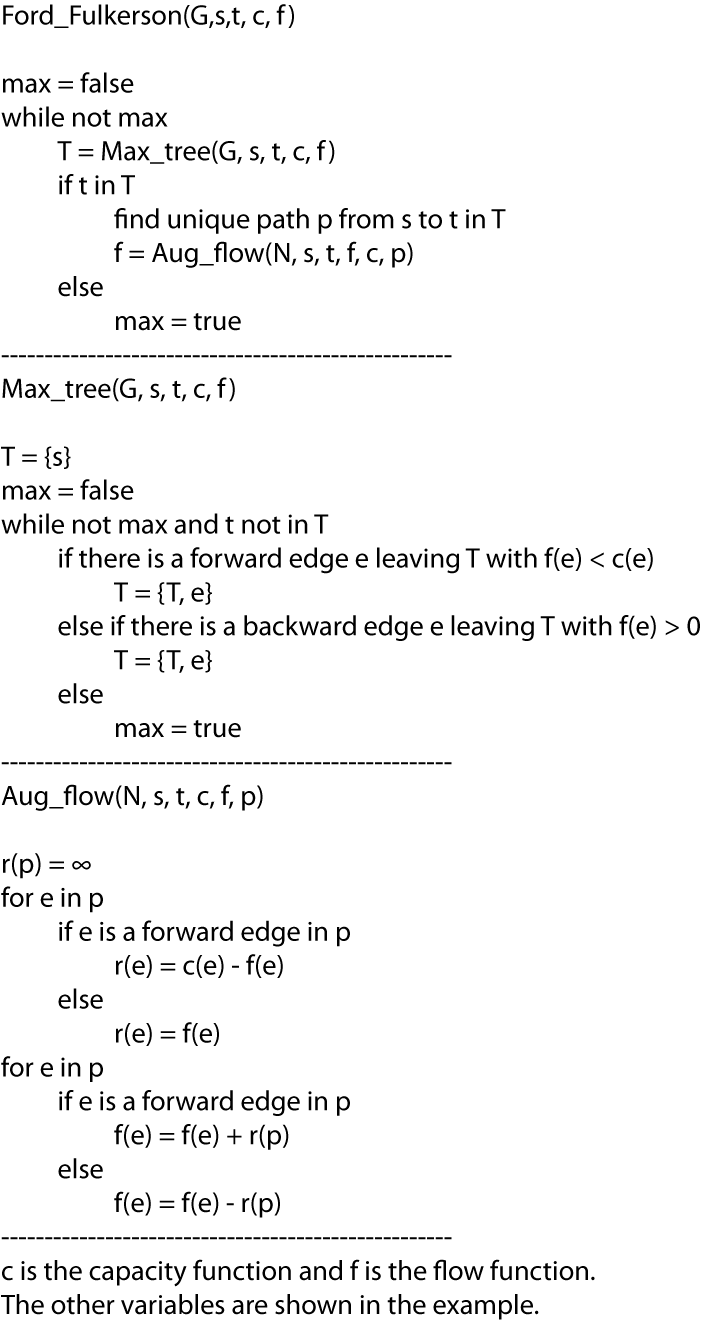 Ford_Fulkerson(G,s,t, c, f)
max = false
while not max
T = Max_tree(G, s, t, c, f)
if t in T
find unique path p from s to t in T
f = Aug_flow(N, s, t, f, c, p)
else
max = true
---------------------------------------------------
Max_tree(G, s, t, c, f)
T = {s}
max = false
while not max and t not in T
if there is a forward edge e leaving T with f(e) < c(e)
T = {T, e}
else if there is a backward edge e leaving T with f(e) > 0
T = {T, e}
else
max = true
---------------------------------------------------
Aug_flow(N, s, t, c, f, p)
r(p) = ∞
for e in p
if e is a forward edge in p
r(e) = c(e) - f(e)
else
r(e) = f(e)
for e in p
if e is a forward edge in p
f(e) = f(e) + r(p)
else
f(e) = f(e) - r(p)
---------------------------------------------------
c is the capacity function and f is the flow function.
The other variables are shown in the example.